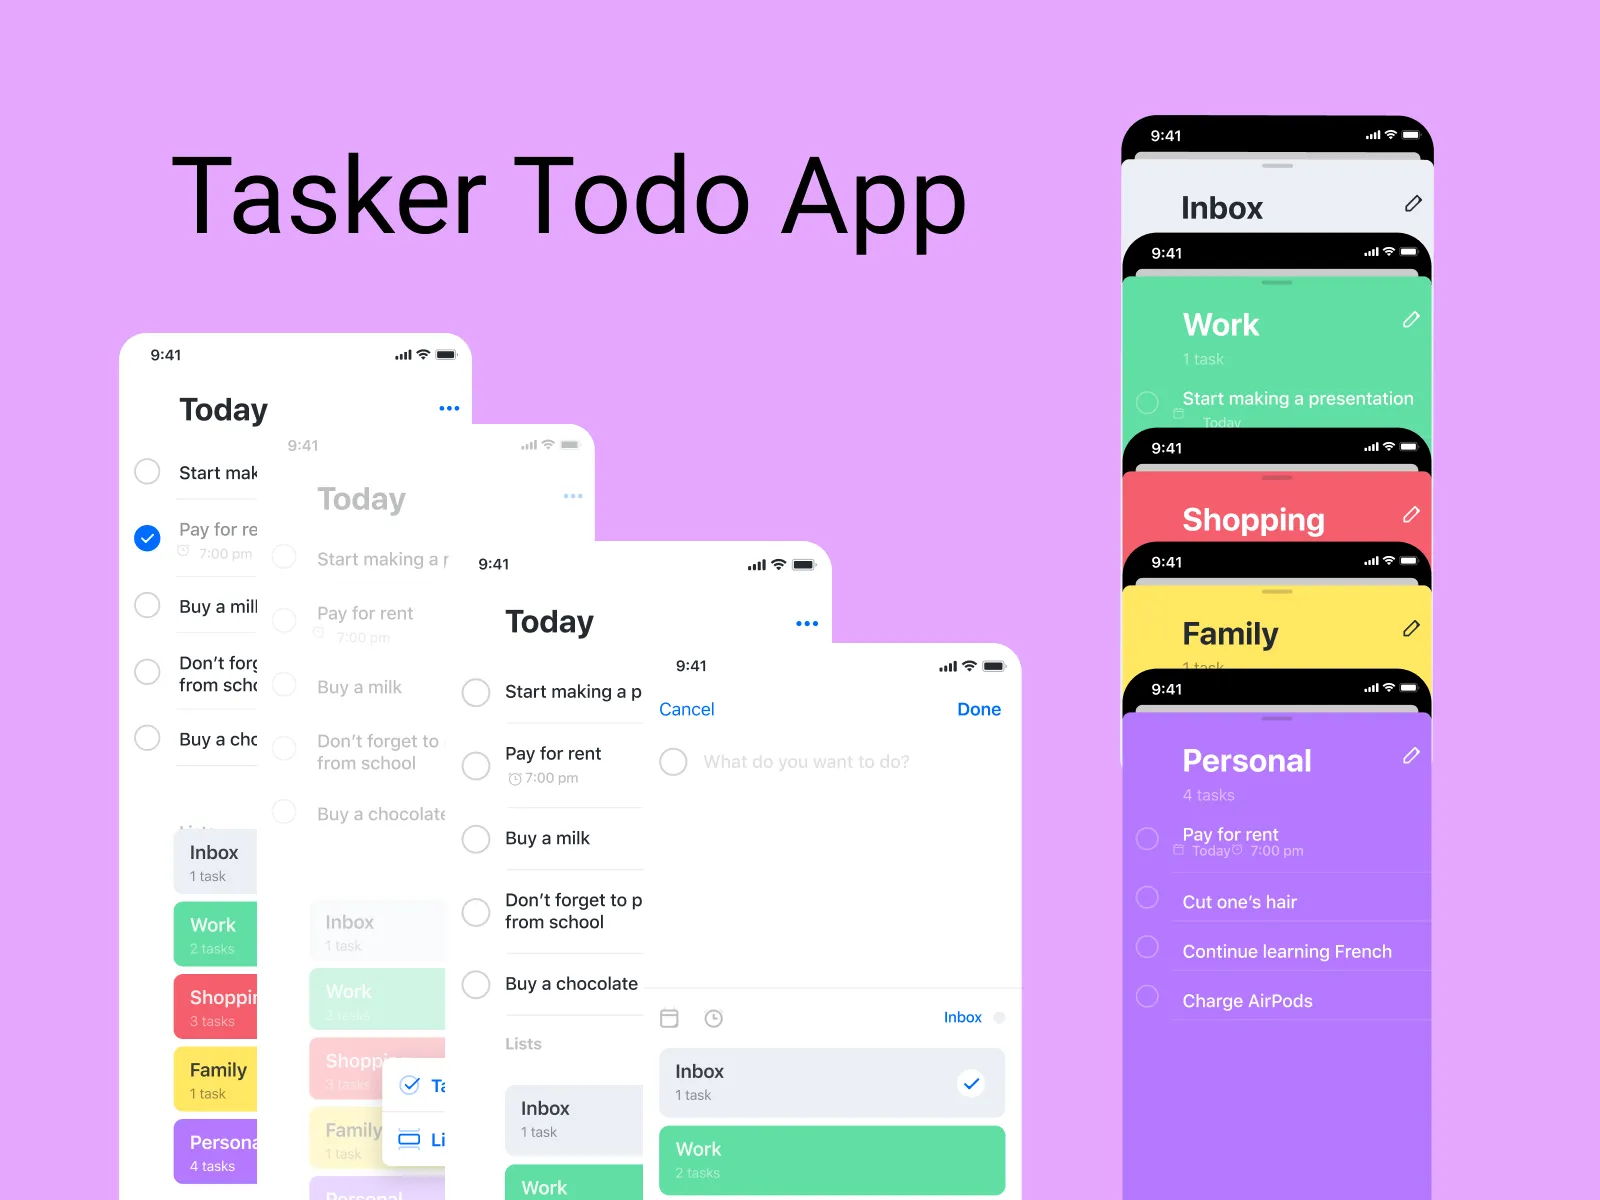 Tasker Todo App
9:41
Today
Start mak
Pay for re
7:00 pm
Buy a mil
Don't forg
from scho
Buy a cho
Inbox
1 task
Work
2 tasks
Shoppin
3 tasks
Family
1 task
Persona
4 tasks
9:41
Today
Start making a p
Pay for rent
7:00 pm
Buy a milk
Don't forget to
from school
Buy a chocolate
Inbox
1 task
Work
2 tasks
Shopping
3 tasks
Family
1 task
Personal
Ta
Li
9:41
Today
Start making a p
Pay for rent
7:00 pm
Buy a milk
Don't forget to p
from school
Buy a chocolate
Lists
Inbox
1 task
Work
9:41
Cancel Done
What do you want to do?
Inbox
Inbox
1 task
Work
2 tasks
9:41
Inbox
9:41
Work
1 task
Start making a presentation
Today
9:41
Shopping
9:41
Family
1 task
9:41
Personal
4 tasks
Pay for rent
Today 7:00 pm
Cut one's hair
Continue learning French
Charge AirPods